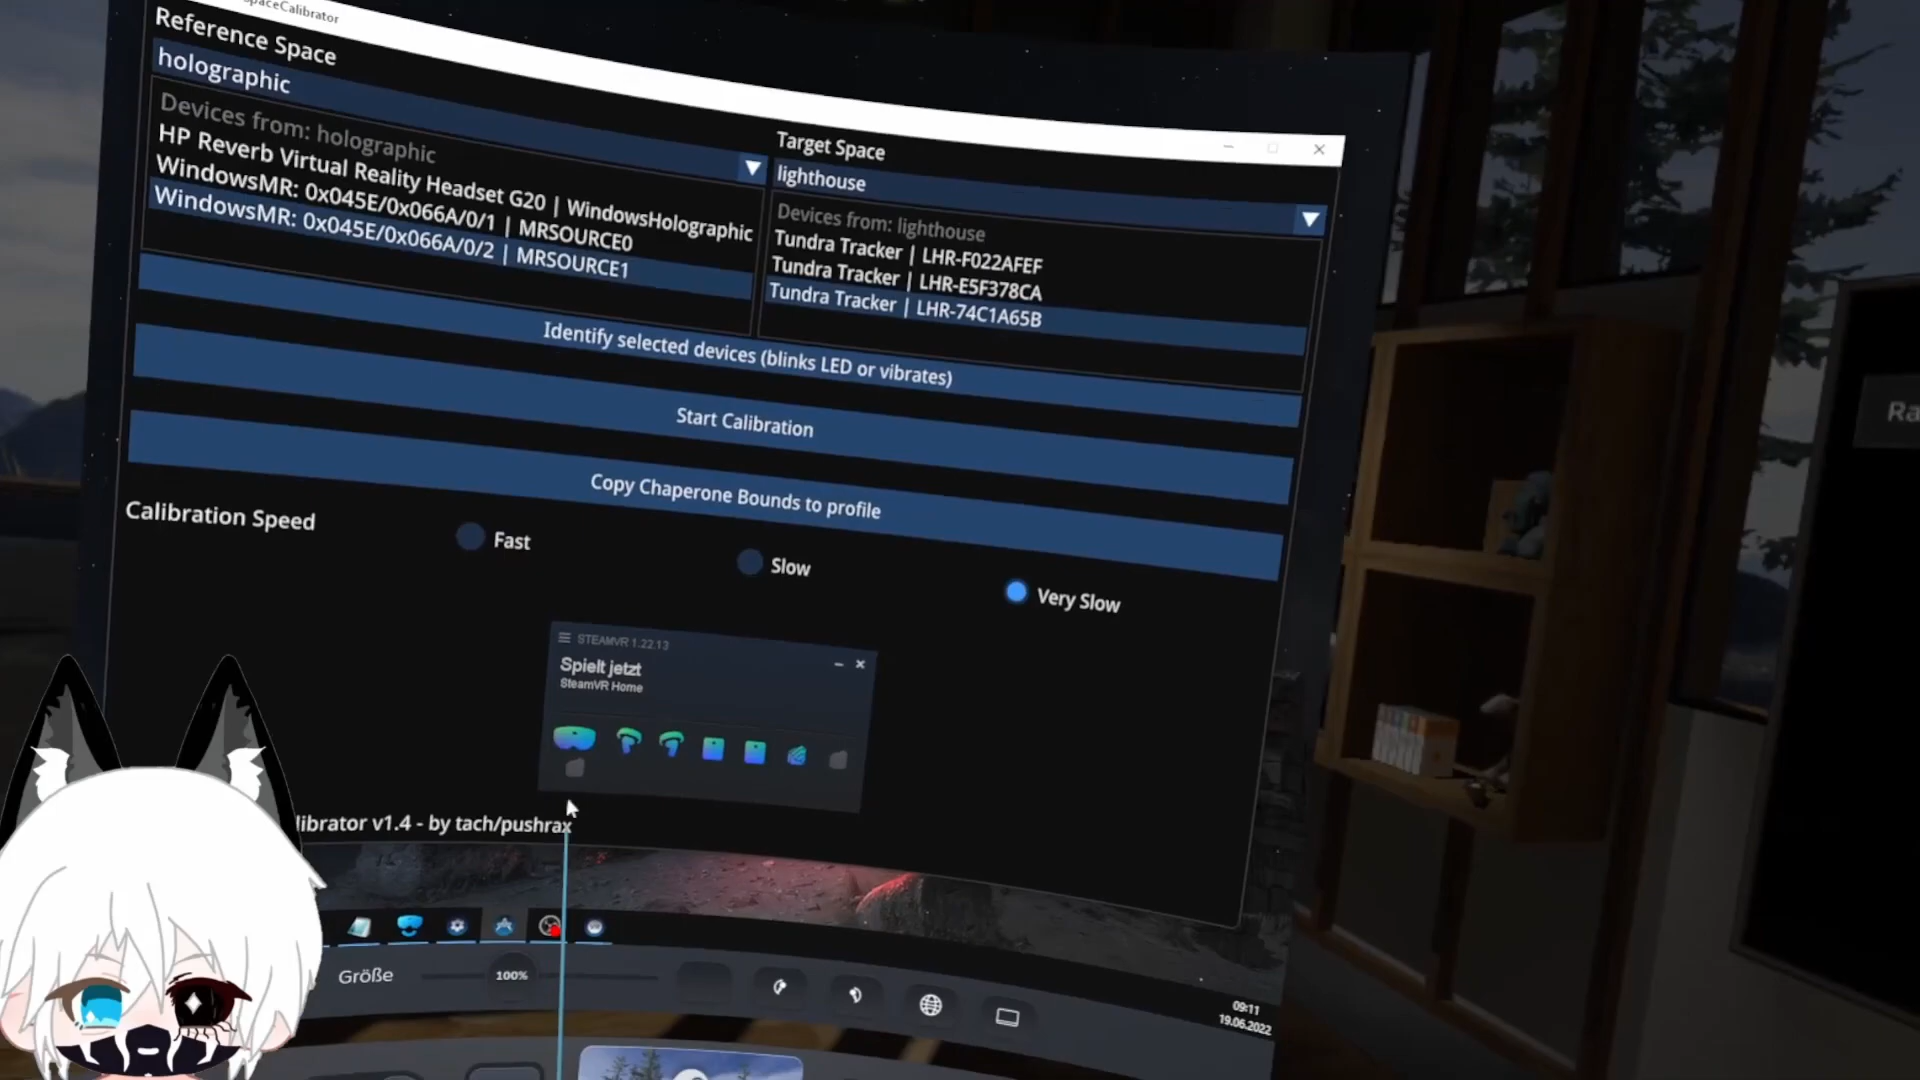 SpaceCalibrator
Reference Space
holographic
Devices from: holographic
HP Reverb Virtual Reality Headset G20 | WindowsHolographic
WindowsMR: 0x045E/0x066A/0/1 | MRSOURCE0
WindowsMR: 0x045E/0x066A/0/2 | MRSOURCE1
Target Space
lighthouse
Devices from: lighthouse
Tundra Tracker | LHR-F022AFEF
Tundra Tracker | LHR-E5F378CA
Tundra Tracker | LHR-74C1A65B
Identify selected devices (blinks LED or vibrates)
Start Calibration
Copy Chaperone Bounds to profile
Calibration Speed
Fast
Slow
Very Slow
STEAMVR 1.22.13
Spielt jetzt
SteamVR Home
librator v1.4 - by tach/pushrax
Größe
100%
09:11
19.06.2022
Ra